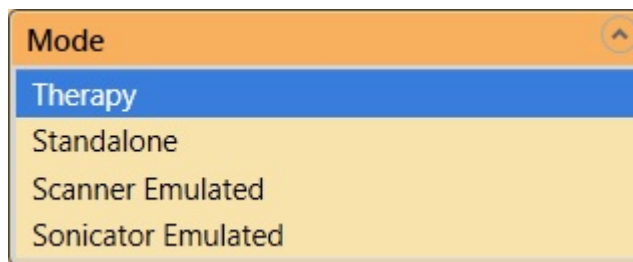 Mode
Therapy
Standalone
Scanner Emulated
Sonicator Emulated